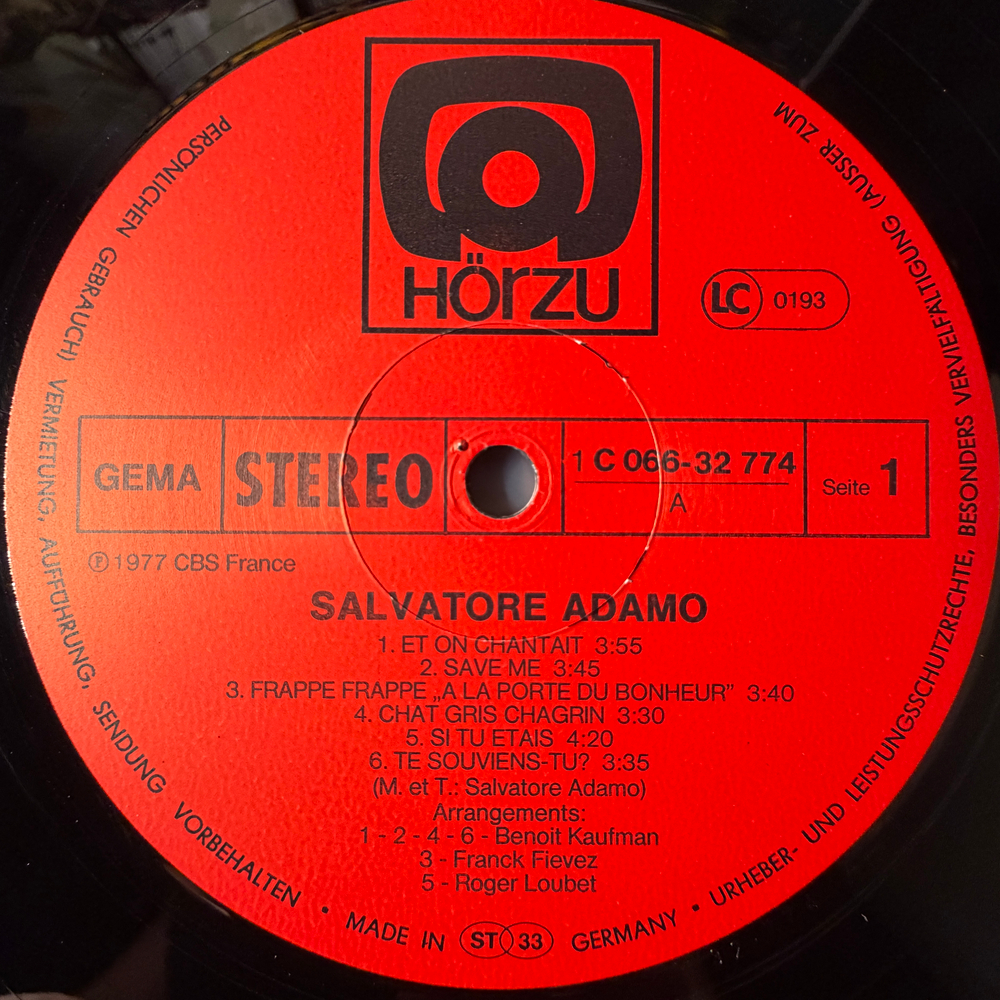 HÖrZU
LC 0193
GEMA
STEREO
1 C 066-32 774
A
Seite 1
Ⓟ 1977 CBS France
SALVATORE ADAMO
1. ET ON CHANTAIT 3:55
2. SAVE ME 3:45
3. FRAPPE FRAPPE „A LA PORTE DU BONHEUR” 3:40
4. CHAT GRIS CHAGRIN 3:30
5. SI TU ETAIS 4:20
6. TE SOUVIENS-TU? 3:35
(M. et T.: Salvatore Adamo)
Arrangements:
1 - 2 - 4 - 6 - Benoit Kaufman
3 - Franck Fievez
5 - Roger Loubet
• MADE IN ST 33 GERMANY • URHEBER- UND LEISTUNGSSCHUTZRECHTE, BESONDERS VERVIELFÄLTIGUNG (AUSSER ZUM PERSÖNLICHEN GEBRAUCH) VERMIETUNG, AUFFÜHRUNG, SENDUNG VORBEHALTEN